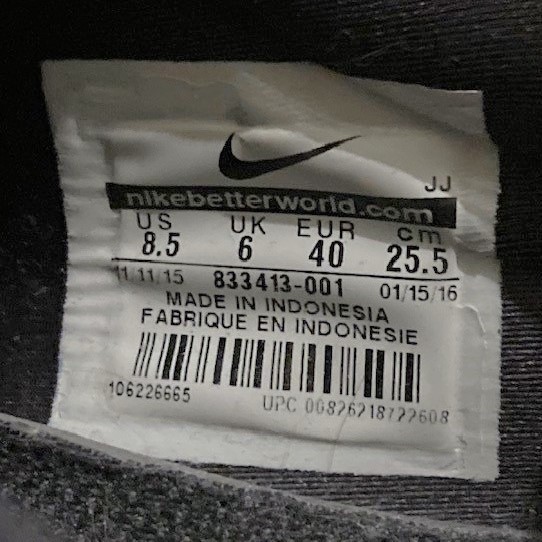 JJ
nikebetterworld.com
US UK EUR cm
8.5 6 40 25.5
11/11/15 833413-001 01/15/16
MADE IN INDONESIA
FABRIQUE EN INDONESIE
106226665 UPC 00826218722608